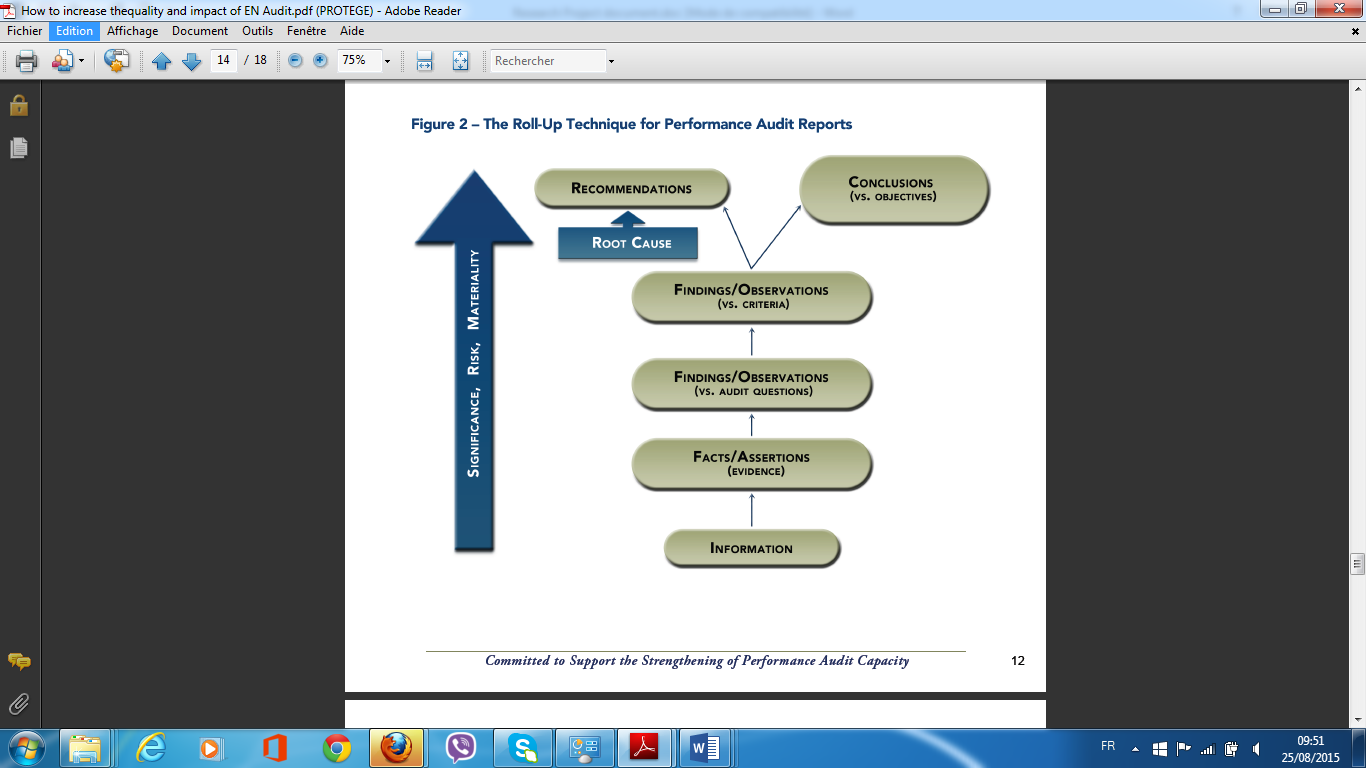 How to increase thequality and impact of EN Audit.pdf (PROTEGE) - Adobe Reader
Fichier Edition Affichage Document Outils Fenêtre Aide
14 / 18 75% Rechercher
Figure 2 – The Roll-Up Technique for Performance Audit Reports
RECOMMENDATIONS
CONCLUSIONS
(VS. OBJECTIVES)
ROOT CAUSE
FINDINGS/OBSERVATIONS
(VS. CRITERIA)
FINDINGS/OBSERVATIONS
(VS. AUDIT QUESTIONS)
FACTS/ASSERTIONS
(EVIDENCE)
INFORMATION
SIGNIFICANCE, RISK, MATERIALITY
Committed to Support the Strengthening of Performance Audit Capacity
12
FR
09:51
25/08/2015